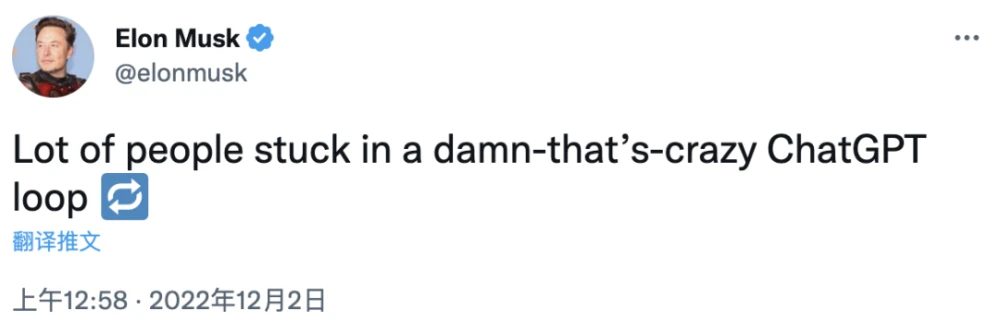 Elon Musk
@elonmusk
Lot of people stuck in a damn-that’s-crazy ChatGPT
loop 🔁
翻译推文
上午12:58 · 2022年12月2日